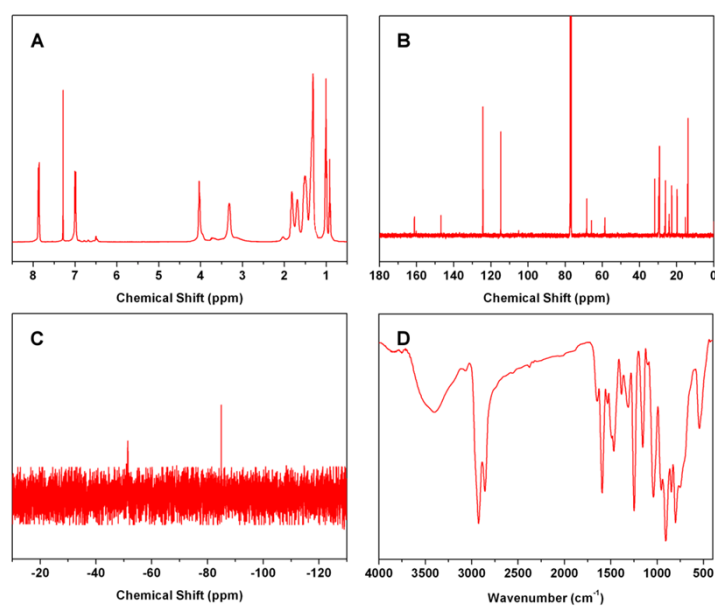 A
8 7 6 5 4 3 2 1
Chemical Shift (ppm)
B
180 160 140 120 100 80 60 40 20 0
Chemical Shift (ppm)
C
-20 -40 -60 -80 -100 -120
Chemical Shift (ppm)
D
4000 3500 3000 2500 2000 1500 1000 500
Wavenumber (cm⁻¹)